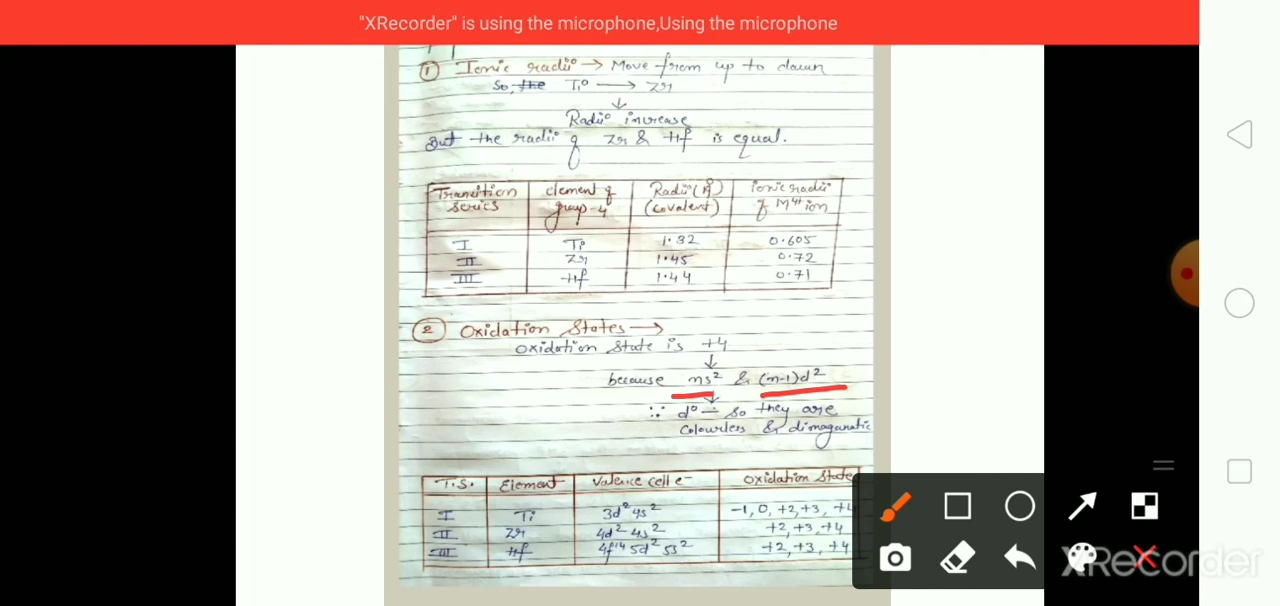 "XRecorder" is using the microphone,Using the microphone
① Ionic radii → Move from up to down
So, the Ti → Zr
↓
Radii increase
But the radii of Zr & Hf is equal.
Transition series | element of group-4 | Radii(A°) (covalent) | ionic radii of M4+ ion
I | Ti | 1.32 | 0.605
II | Zr | 1.45 | 0.72
III | Hf | 1.44 | 0.71
② Oxidation States →
Oxidation State is +4
↓
because ns² & (n-1)d²
↓
∵ d° — so they are
Colourless & dimaganatic
T.S. | Element | Valence cell e- | Oxidation State
I | Ti | 3d² 4s² | -1, 0, +2, +3, +4
II | Zr | 4d² 4s² | +2, +3, +4
III | Hf | 4f14 5d² 5s² | +2, +3, +4
XRecorder